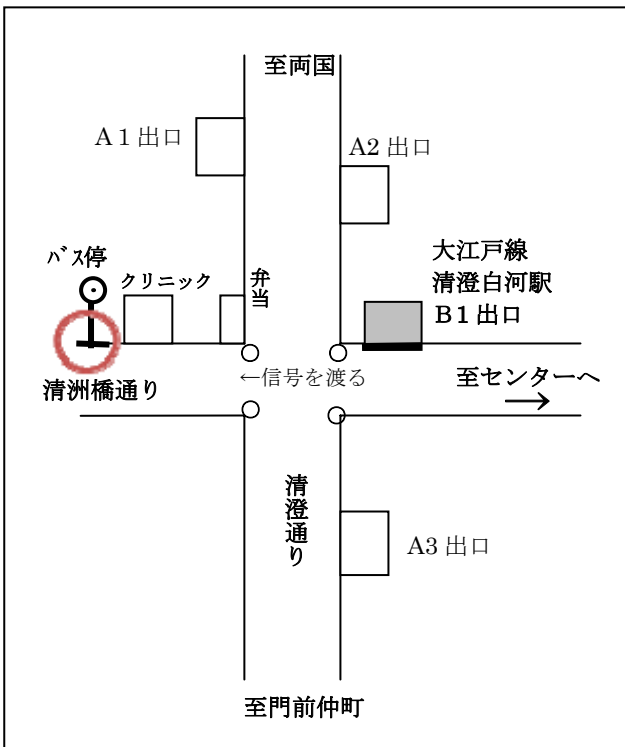 至両国
A１出口
A2 出口
ﾊﾞｽ停
クリニック
弁当
大江戸線
清澄白河駅
B１出口
←信号を渡る
清洲橋通り
至センターへ
清澄通り
A3 出口
至門前仲町